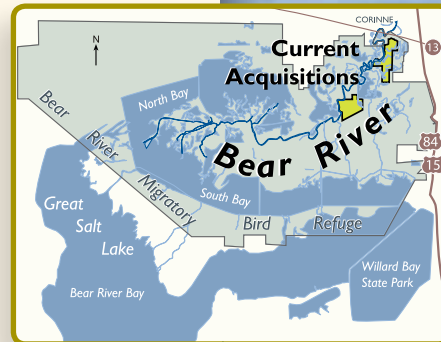 CORINNE
13
Current
Acquisitions
N
North Bay
Bear River
84
15
Bear River Migratory Bird Refuge
South Bay
Great
Salt
Lake
Bear River Bay
Willard Bay
State Park